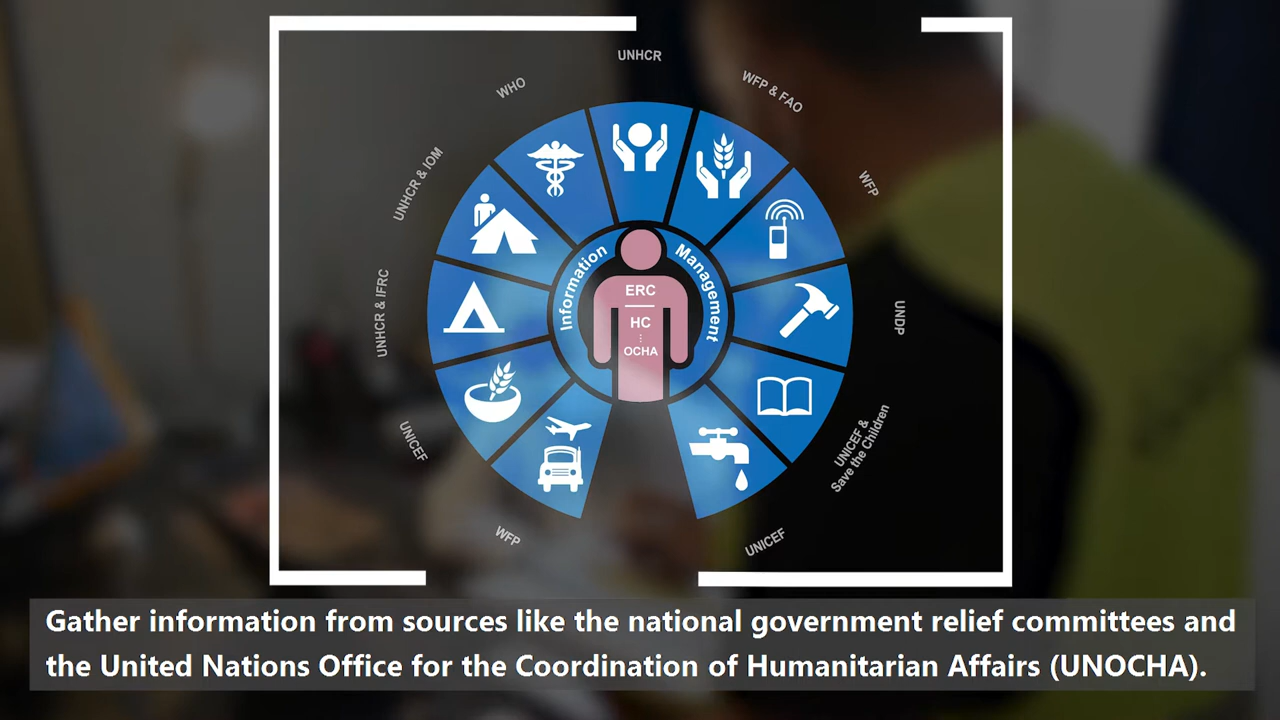 UNHCR
WFP & FAO
WFP
UNDP
UNICEF &
Save the Children
UNICEF
WFP
UNICEF
UNHCR & IFRC
UNHCR & IOM
WHO
Information
Management
ERC
HC
OCHA
Gather information from sources like the national government relief committees and
the United Nations Office for the Coordination of Humanitarian Affairs (UNOCHA).